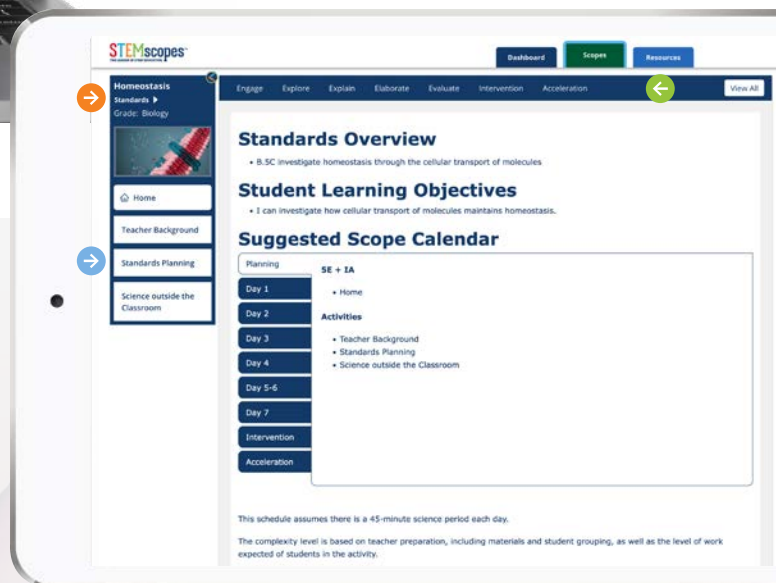 STEMscopes
Dashboard
Scopes
Resources
Homeostasis
Standards
Grade: Biology
Engage Explore Explain Elaborate Evaluate Intervention Acceleration
View All
Home
Teacher Background
Standards Planning
Science outside the
Classroom
Standards Overview
• B.5C investigate homeostasis through the cellular transport of molecules
Student Learning Objectives
• I can investigate how cellular transport of molecules maintains homeostasis.
Suggested Scope Calendar
Planning
Day 1
Day 2
Day 3
Day 4
Day 5-6
Day 7
Intervention
Acceleration
SE + IA
• Home
Activities
• Teacher Background
• Standards Planning
• Science outside the Classroom
This schedule assumes there is a 45-minute science period each day.
The complexity level is based on teacher preparation, including materials and student grouping, as well as the level of work
expected of students in the activity.